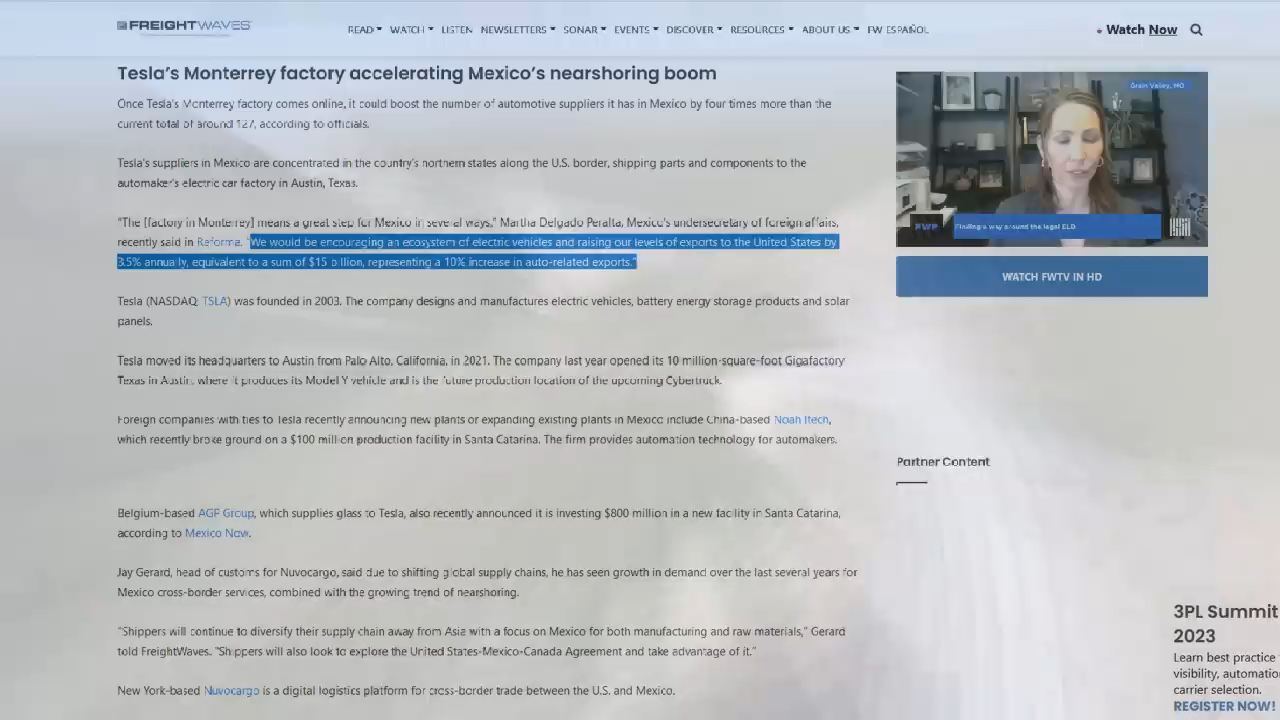 FREIGHTWAVES
READ WATCH LISTEN NEWSLETTERS SONAR EVENTS DISCOVER RESOURCES ABOUT US FW ESPAÑOL
Watch Now
Tesla's Monterrey factory accelerating Mexico's nearshoring boom
Once Tesla's Monterrey factory comes online, it could boost the number of automotive suppliers it has in Mexico by four times more than the
current total of around 127, according to officials.
Tesla's suppliers in Mexico are concentrated in the country's northern states along the U.S. border, shipping parts and components to the
automaker's electric car factory in Austin, Texas.
"The [[factory in Monterrey] means a great step for Mexico in several ways," Martha Delgado Peralta, Mexico's undersecretary of foreign affairs,
recently said in Reforma. "We would be encouraging an ecosystem of electric vehicles and raising our levels of exports to the United States by
3.5% annually, equivalent to a sum of $15 billion, representing a 10% increase in auto-related exports."
Tesla (NASDAQ: TSLA) was founded in 2003. The company designs and manufactures electric vehicles, battery energy storage products and solar
panels.
Tesla moved its headquarters to Austin from Palo Alto, California, in 2021. The company last year opened its 10 million-square-foot Gigafactory
Texas in Austin, where it produces its Model Y vehicle and is the future production location of the upcoming Cybertruck.
Foreign companies with ties to Tesla recently announcing new plants or expanding existing plants in Mexico include China-based Noah Itech,
which recently broke ground on a $100 million production facility in Santa Catarina. The firm provides automation technology for automakers.
Belgium-based AGP Group, which supplies glass to Tesla, also recently announced it is investing $800 million in a new facility in Santa Catarina,
according to Mexico Now.
Jay Gerard, head of customs for Nuvocargo, said due to shifting global supply chains, he has seen growth in demand over the last several years for
Mexico cross-border services, combined with the growing trend of nearshoring.
"Shippers will continue to diversify their supply chain away from Asia with a focus on Mexico for both manufacturing and raw materials," Gerard
told FreightWaves. "Shippers will also look to explore the United States-Mexico-Canada Agreement and take advantage of it."
New York-based Nuvocargo is a digital logistics platform for cross-border trade between the U.S. and Mexico.
Grain Valley, MO
FWP
Finding a way around the legal ELD
WATCH FWTV IN HD
Partner Content
3PL Summit
2023
Learn best practice
visibility, automatio
carrier selection.
REGISTER NOW!